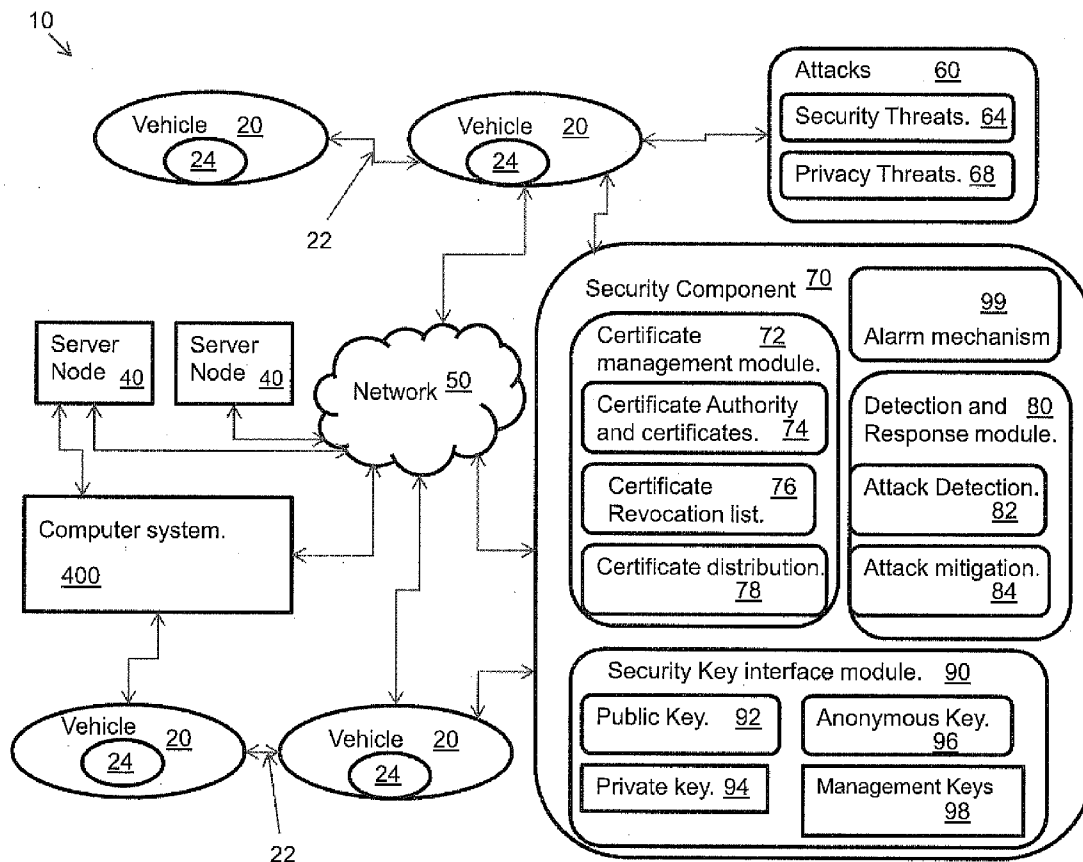 10
Vehicle 20
24
22
Vehicle 20
24
Attacks 60
Security Threats. 64
Privacy Threats. 68
Security Component 70
Certificate 72
management module.
Certificate Authority
and certificates. 74
Certificate 76
Revocation list.
Certificate distribution.
78
99
Alarm mechanism
Detection and 80
Response module.
Attack Detection.
82
Attack mitigation.
84
Server
Node 40
Server
Node 40
Network 50
Computer system.
400
Vehicle 20
24
22
Vehicle 20
24
Security Key interface module. 90
Public Key. 92
Anonymous Key.
96
Private key. 94
Management Keys
98